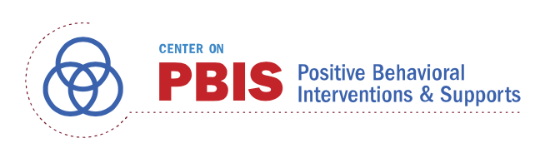 CENTER ON
PBIS
Positive Behavioral
Interventions & Supports